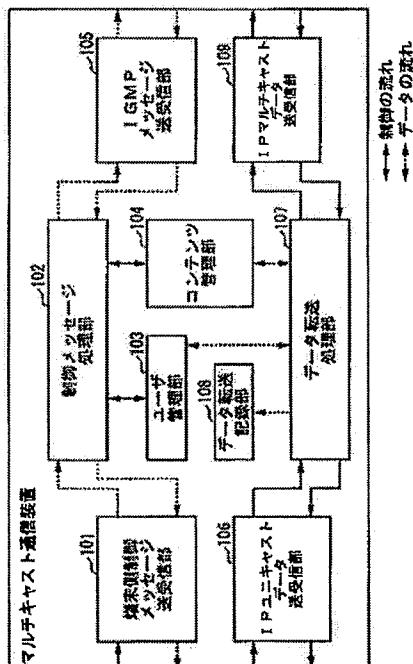 マルチキャスト通信装置
101
端末側制御
メッセージ
送受信部
102
制御メッセージ
処理部
105
IGMP
メッセージ
送受信部
103
ユーザ
管理部
104
コンテンツ
管理部
108
データ転送
記録部
106
IPユニキャスト
データ
送受信部
107
データ転送
処理部
109
IPマルチキャスト
データ
送受信部
制御の流れ
データの流れ